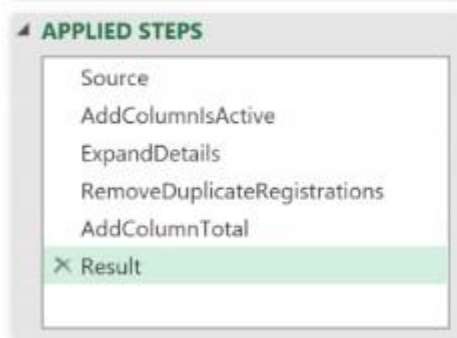 APPLIED STEPS
Source
AddColumnIsActive
ExpandDetails
RemoveDuplicateRegistrations
AddColumnTotal
Result